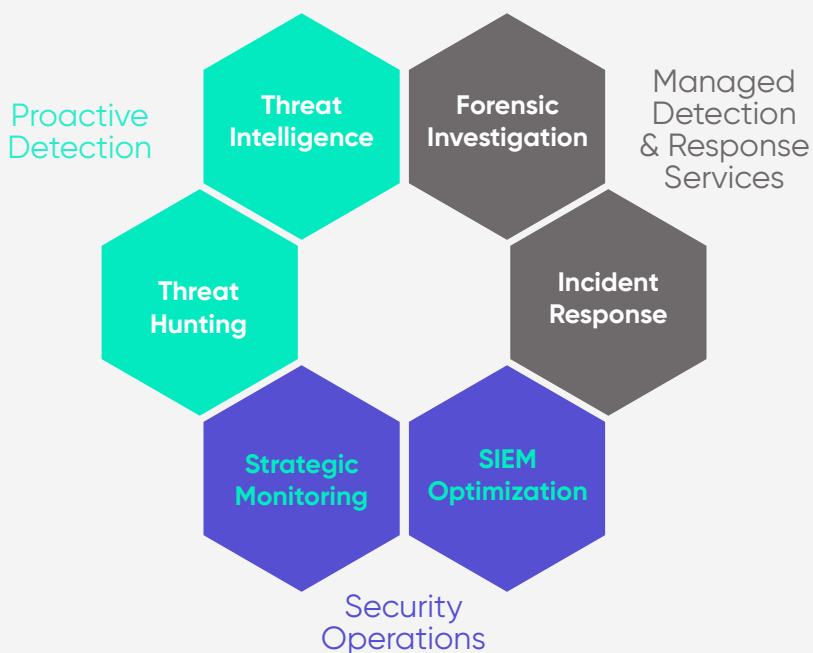 Proactive
Detection
Threat
Intelligence
Forensic
Investigation
Managed
Detection
& Response
Services
Threat
Hunting
Incident
Response
Strategic
Monitoring
SIEM
Optimization
Security
Operations